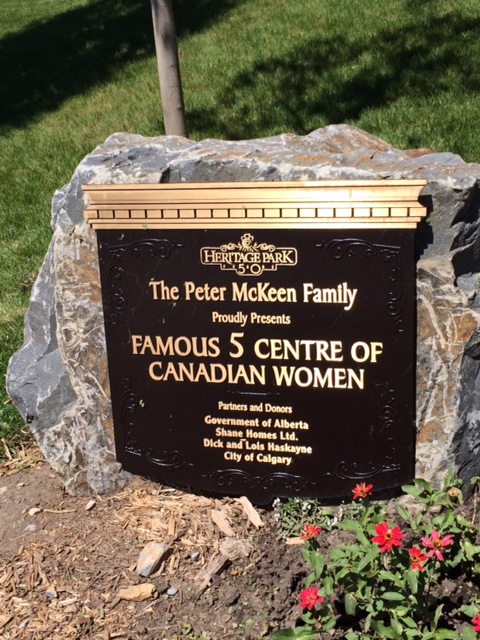 HERITAGE PARK
50
The Peter McKeen Family
Proudly Presents
FAMOUS 5 CENTRE OF
CANADIAN WOMEN
Partners and Donors
Government of Alberta
Shane Homes Ltd.
Dick and Lois Haskayne
City of Calgary